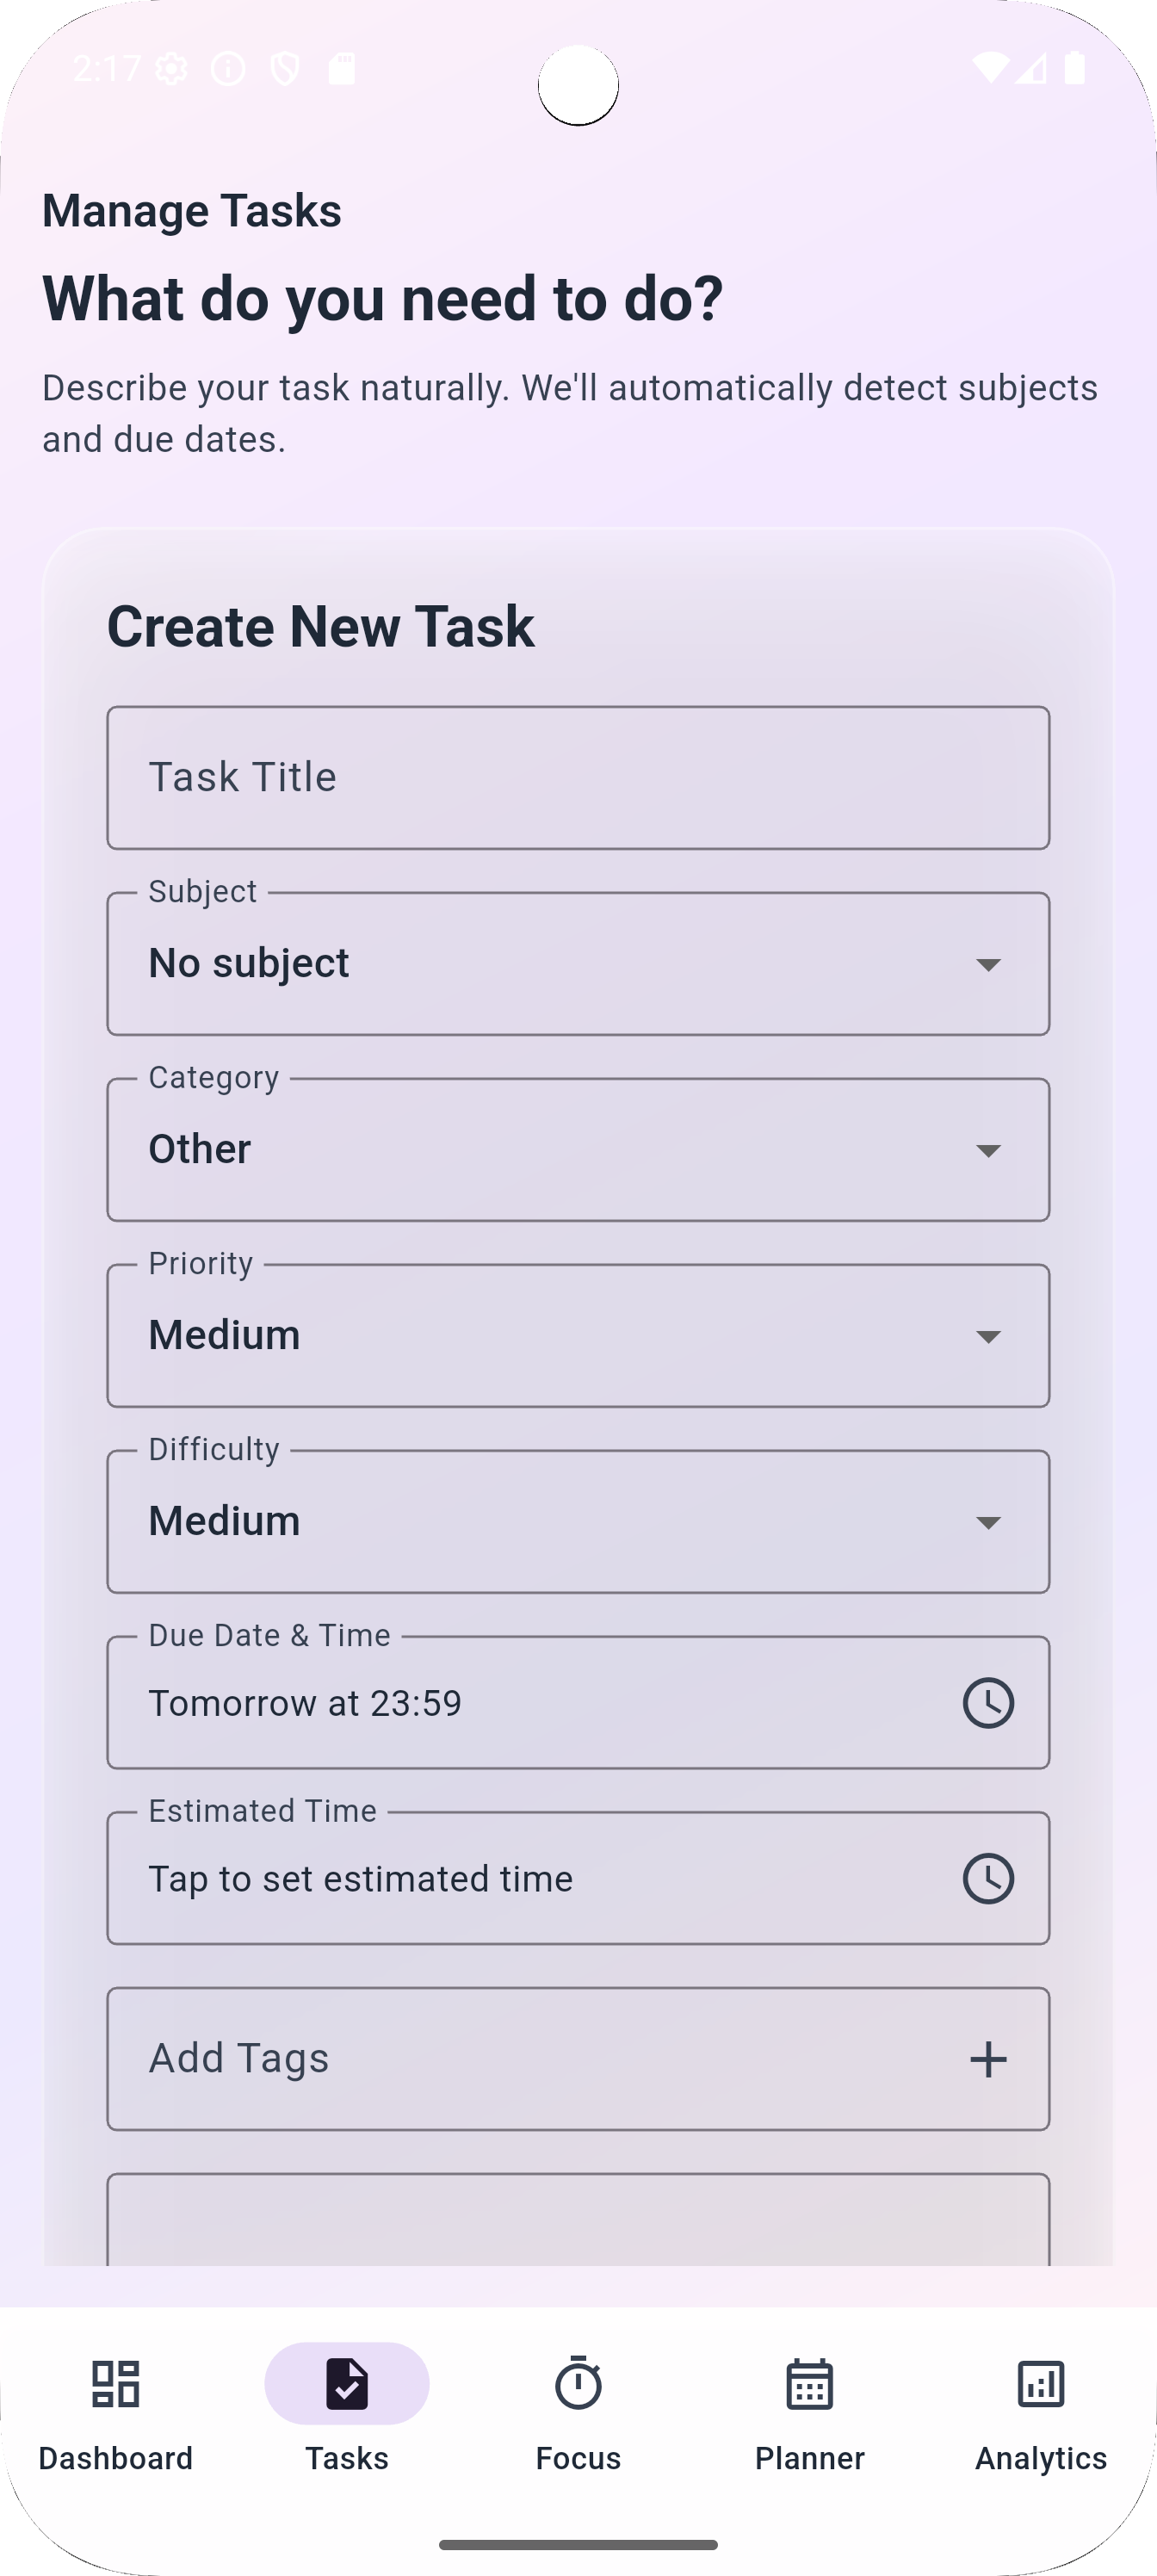 2:17
Manage Tasks
What do you need to do?
Describe your task naturally. We'll automatically detect subjects
and due dates.
Create New Task
Task Title
Subject
No subject
Category
Other
Priority
Medium
Difficulty
Medium
Due Date & Time
Tomorrow at 23:59
Estimated Time
Tap to set estimated time
Add Tags
Dashboard
Tasks
Focus
Planner
Analytics